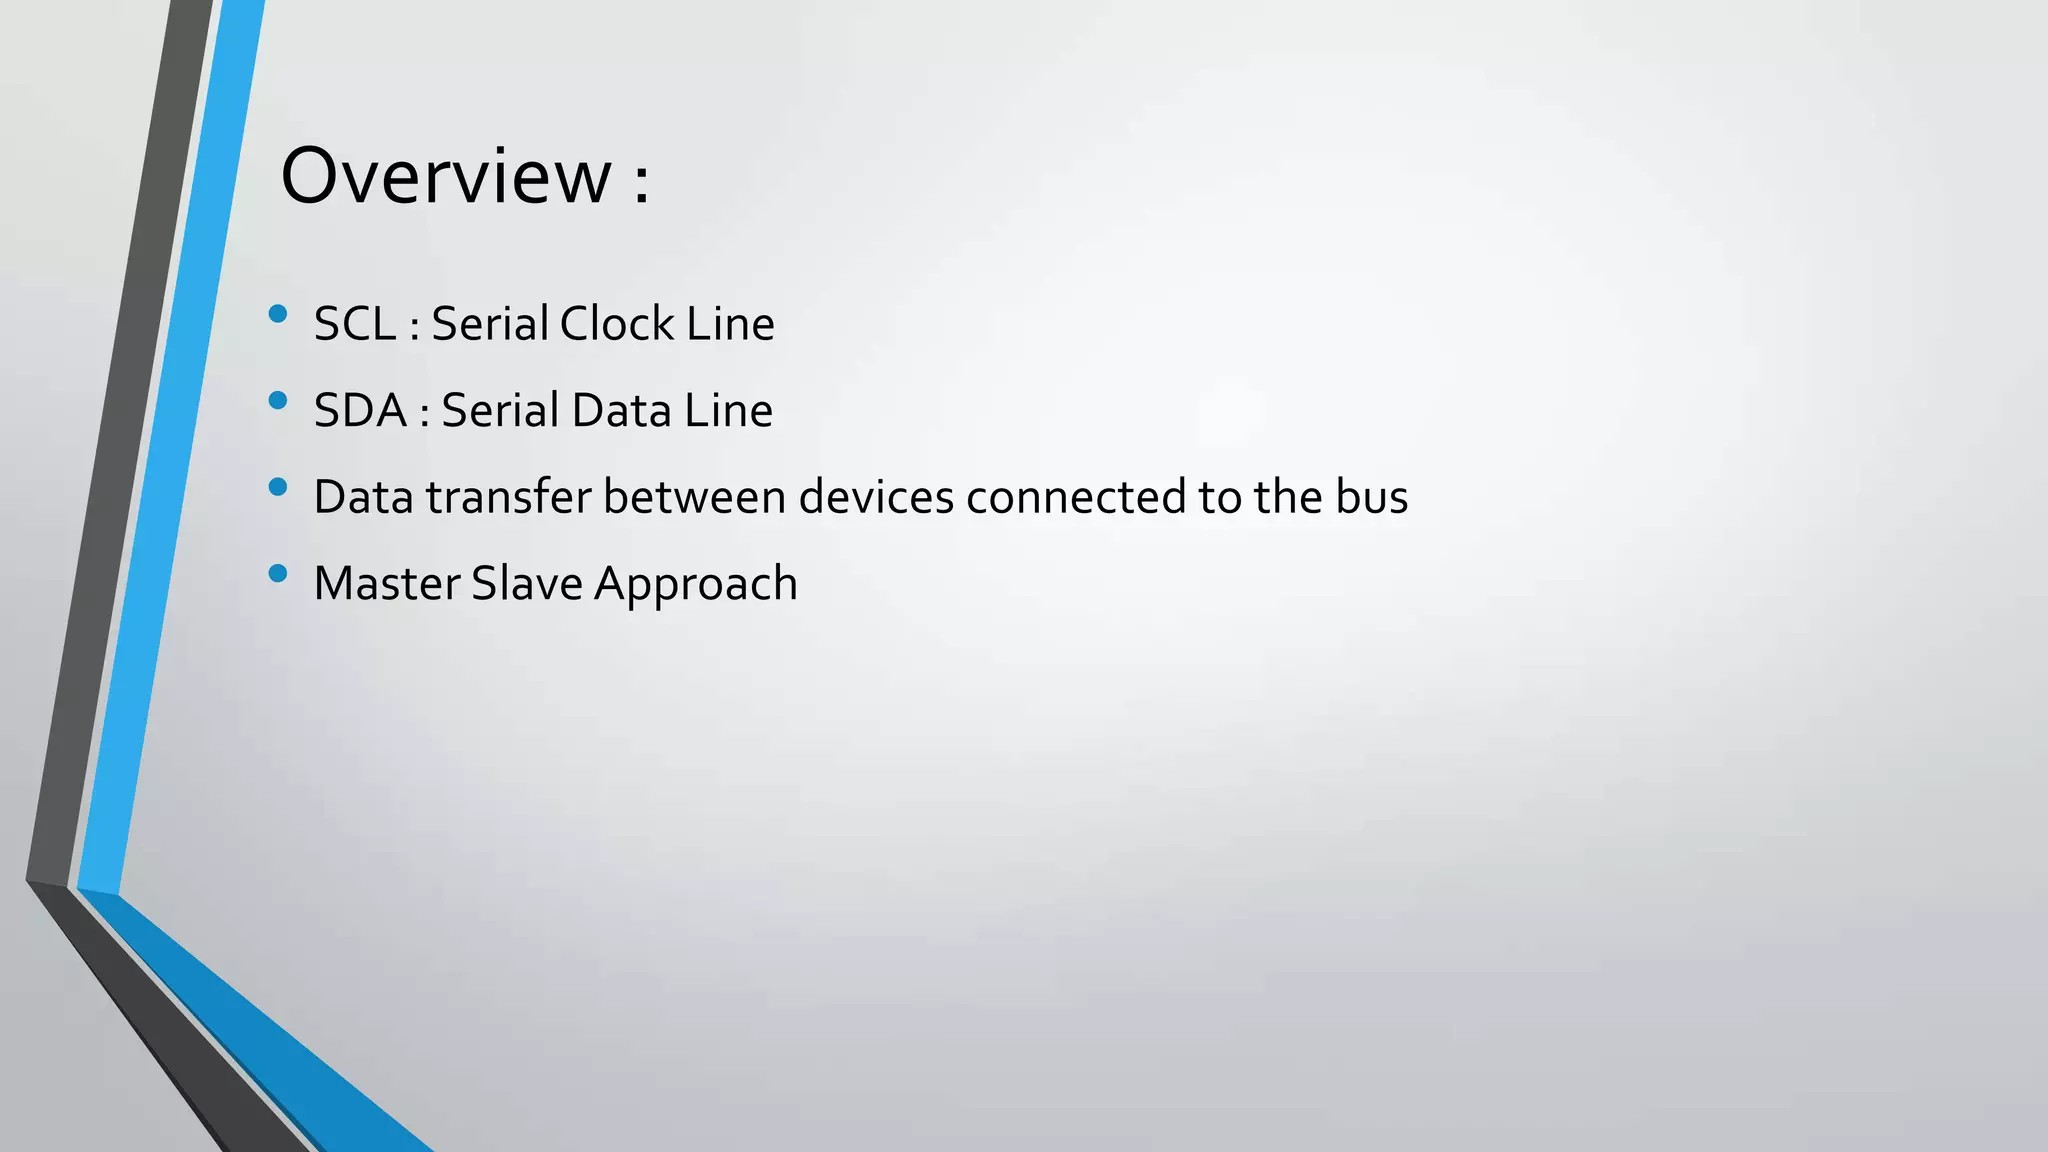 Overview :
• SCL : Serial Clock Line
• SDA : Serial Data Line
• Data transfer between devices connected to the bus
• Master Slave Approach